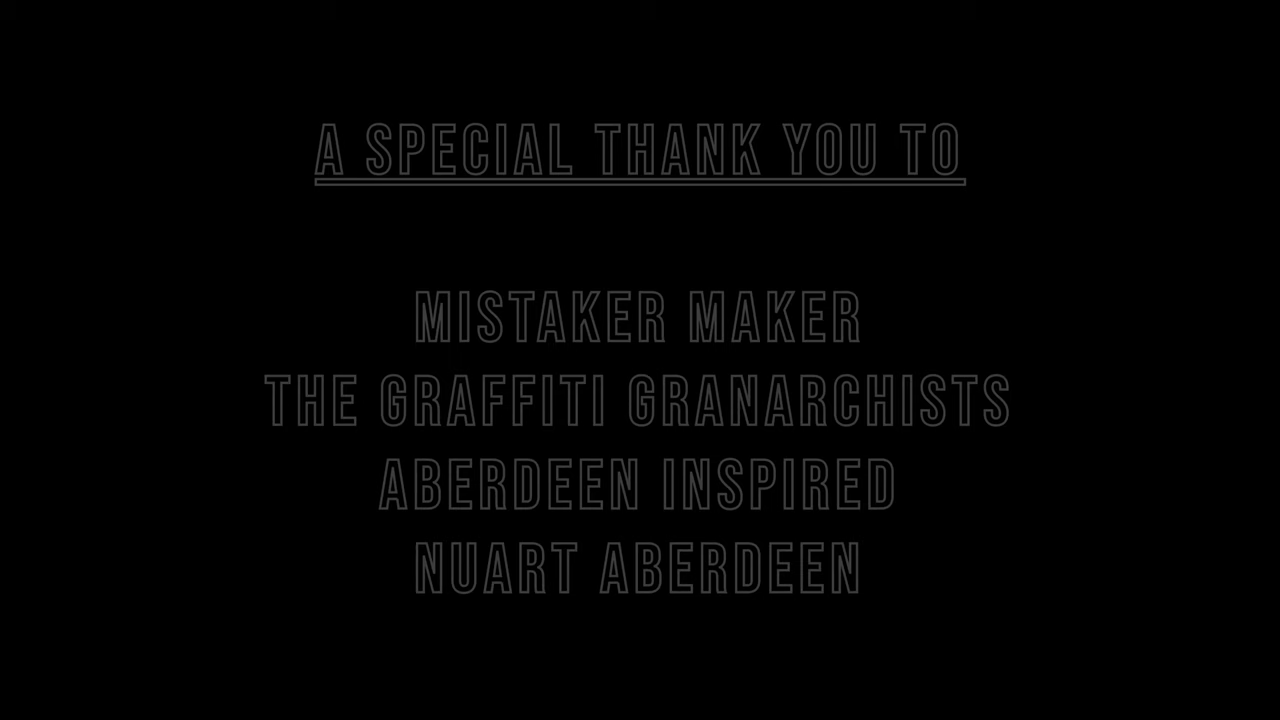 A SPECIAL THANK YOU TO
MISTAKER MAKER
THE GRAFFITI GRANARCHISTS
ABERDEEN INSPIRED
NUART ABERDEEN